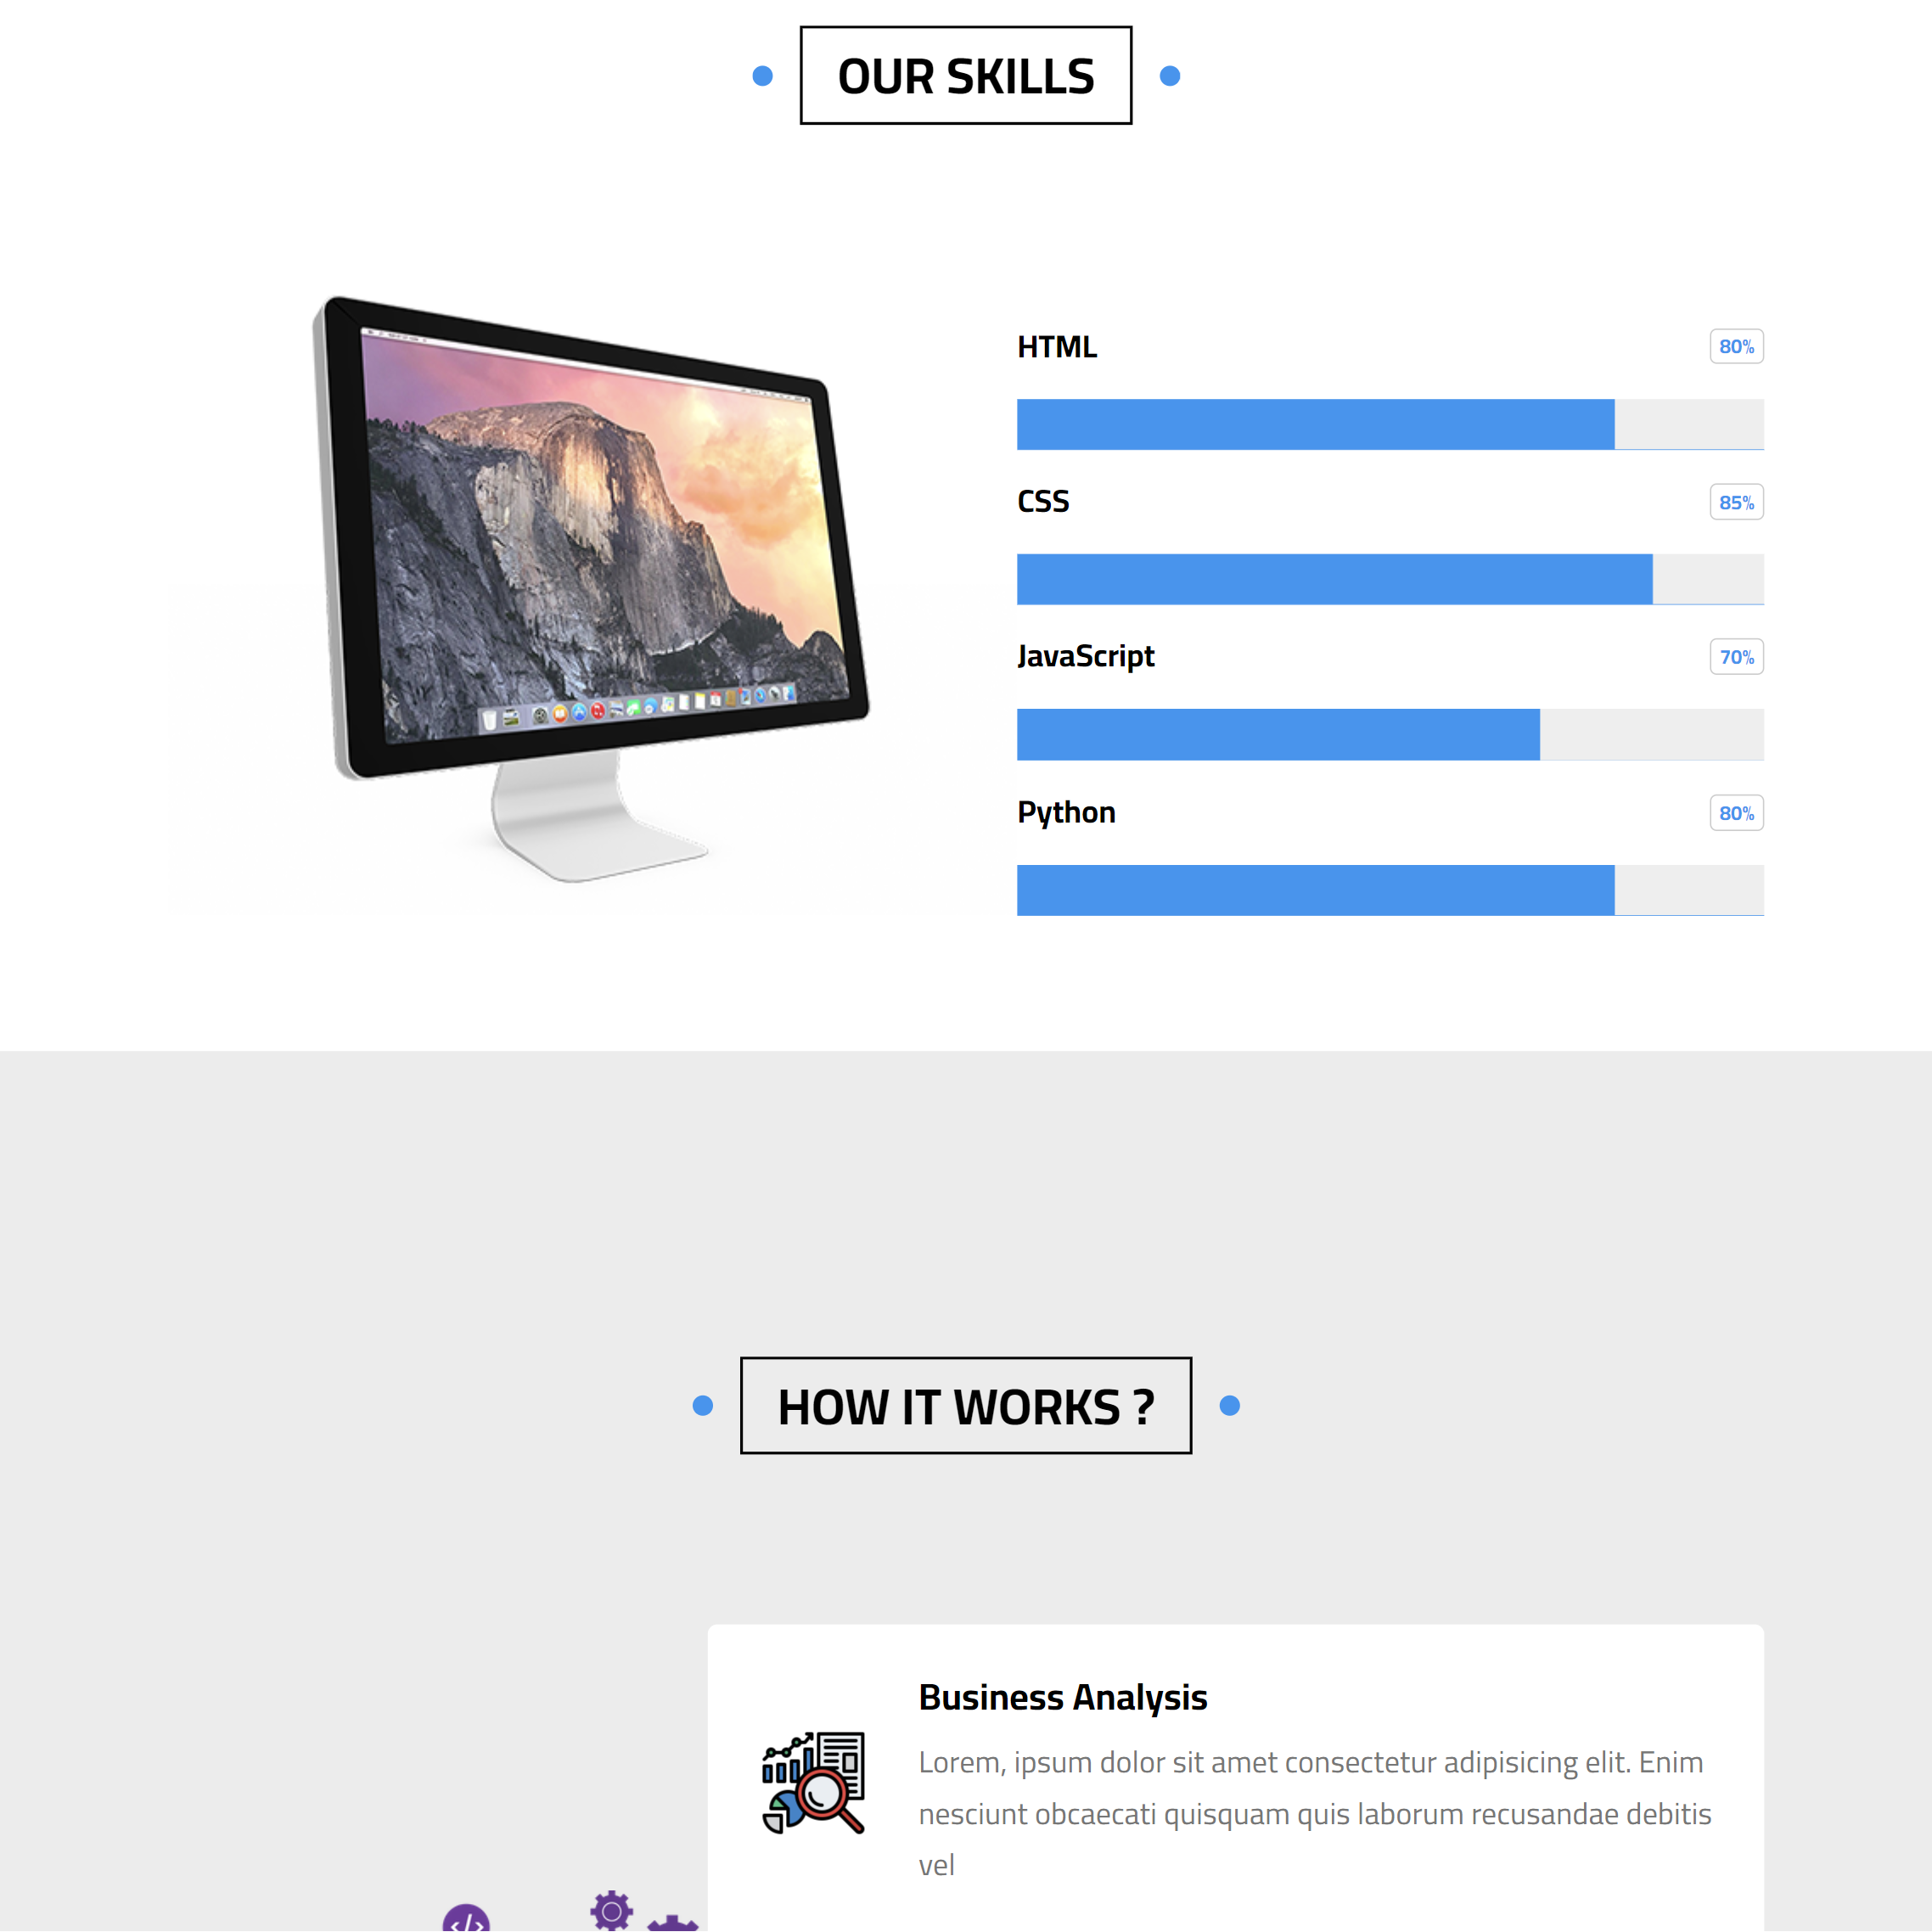 OUR SKILLS
HTML
80%
CSS
85%
JavaScript
70%
Python
80%
HOW IT WORKS ?
Business Analysis
Lorem, ipsum dolor sit amet consectetur adipisicing elit. Enim
nesciunt obcaecati quisquam quis laborum recusandae debitis
vel